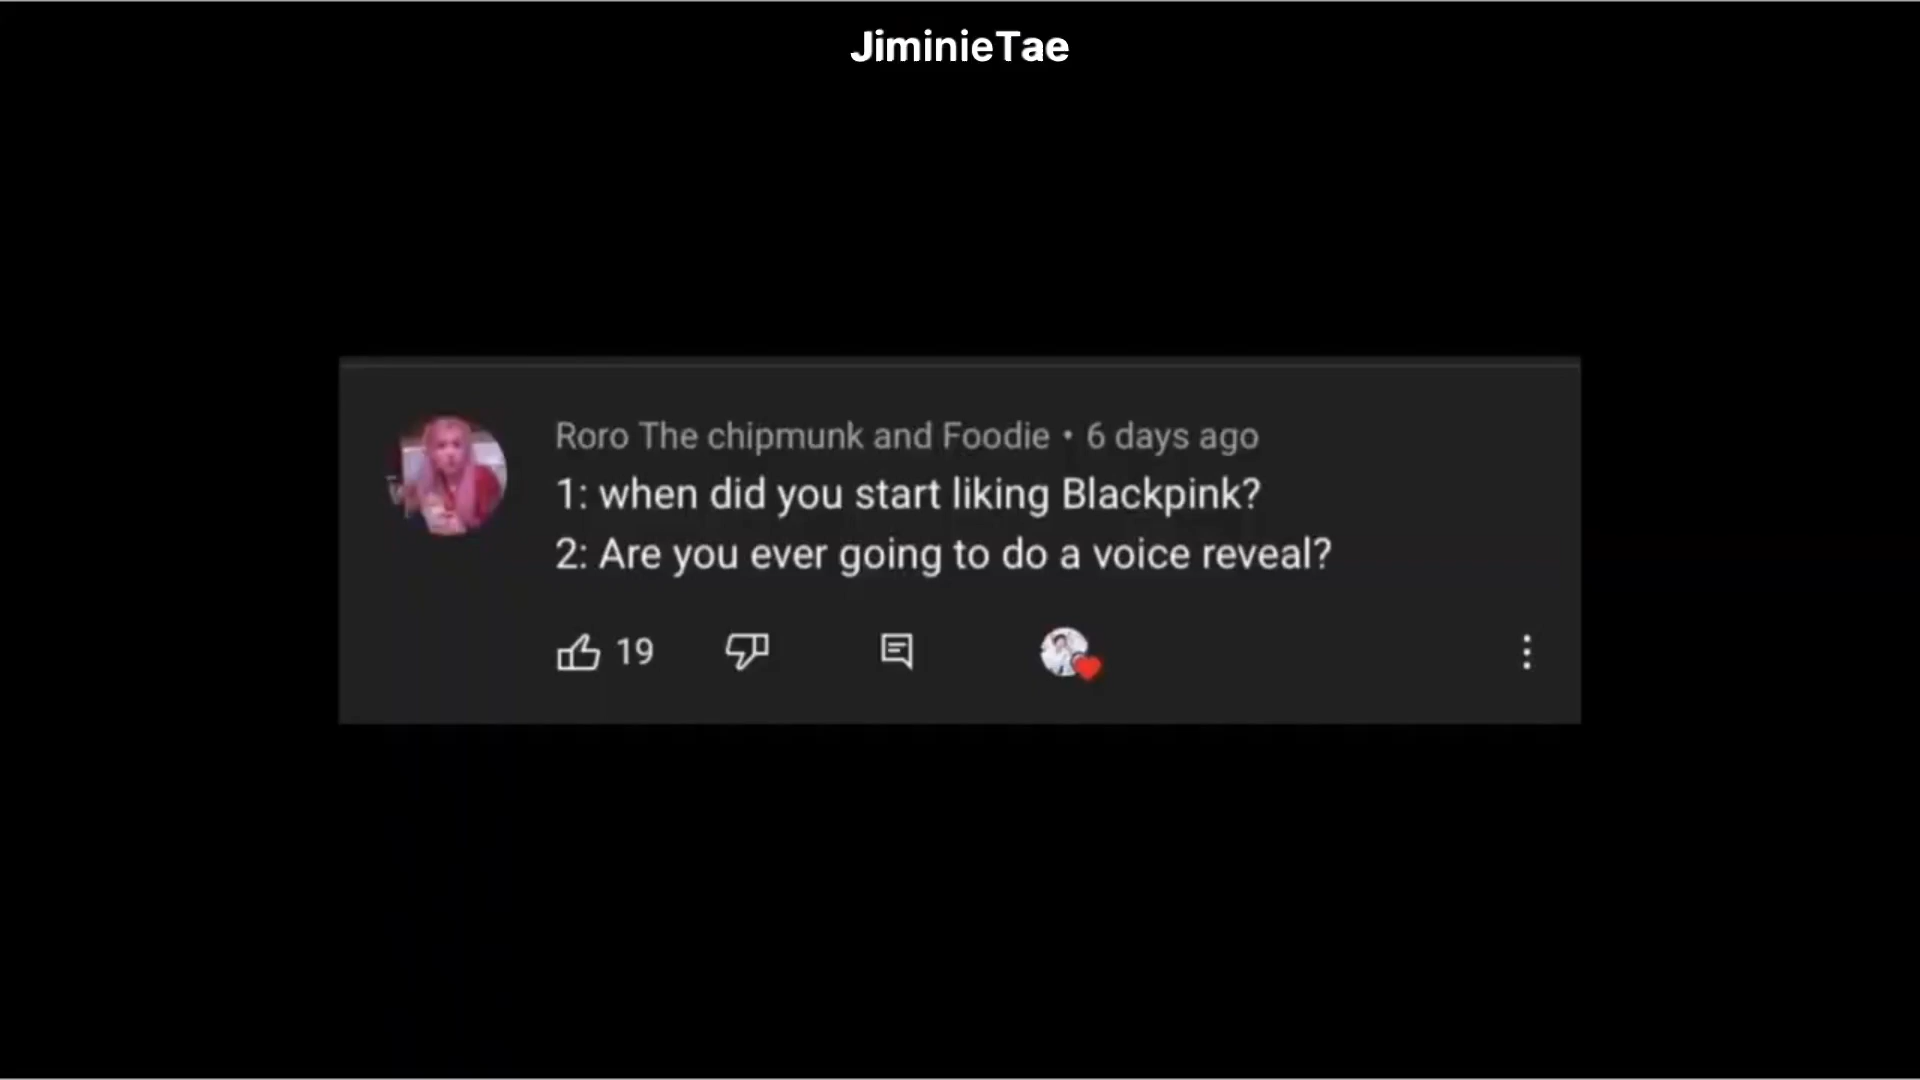 JiminieTae
Roro The chipmunk and Foodie • 6 days ago
1: when did you start liking Blackpink?
2: Are you ever going to do a voice reveal?
19